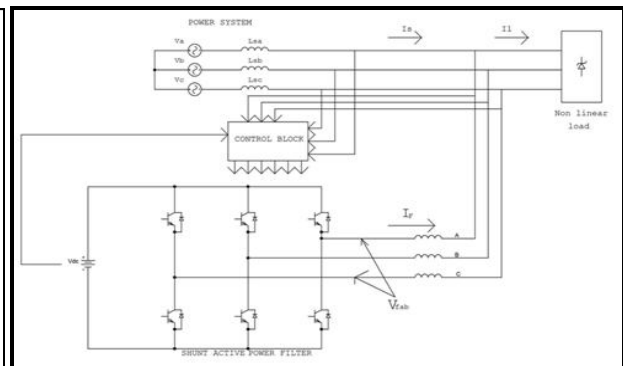 POWER SYSTEM
Va
Vb
Vc
Lsa
Lsb
Lsc
Is
Il
Non linear
load
CONTROL BLOCK
Vdc
+
-
IF
A
B
C
Vfab
SHUNT ACTIVE POWER FILTER